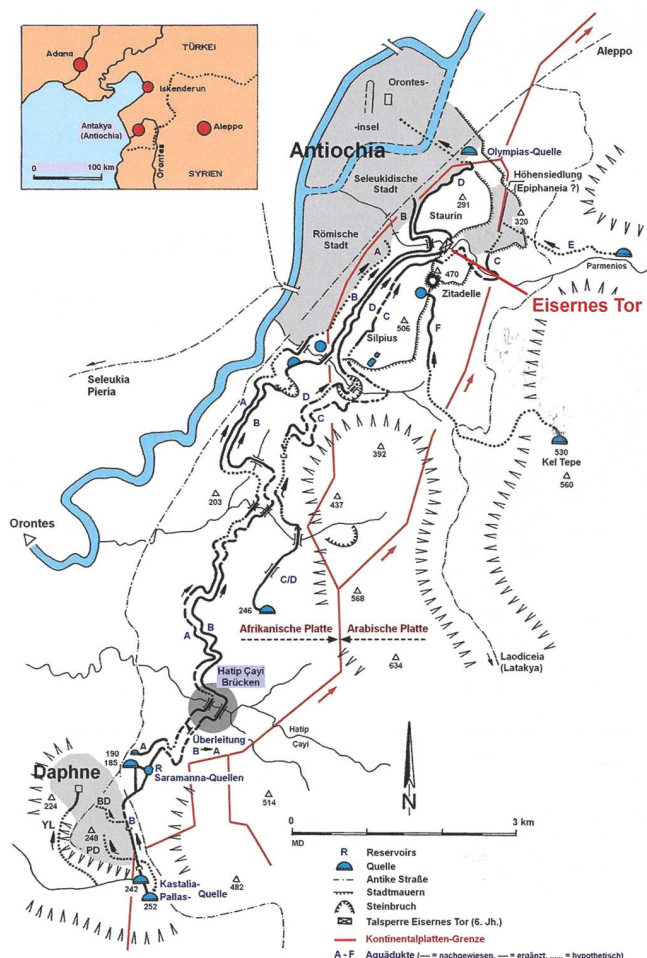 TÜRKEI
Adana
Iskenderun
Antakya
(Antiochia)
Aleppo
Orontes
0 100 km
SYRIEN
Aleppo
Orontes-
-insel
Antiochia
Olympias-Quelle
Seleukidische
Stadt
D
291
Höhensiedlung
(Epiphaneia ?)
B
Staurin
320
Römische
Stadt
A
E
C
Parmenios
470
Zitadelle
B
D
C
Eisernes Tor
506
F
Silpius
Seleukia
Pieria
D
A
B
C
392
530
Kel Tepe
560
203
437
Orontes
C/D
246
568
Afrikanische Platte
Arabische Platte
A
B
634
Laodiceia
(Latakya)
Hatip Çayi
Brücken
Überleitung
B A
Hatip
Çayi
190
185
A
R
Saramanna-Quellen
Daphne
224
BD
B
514
N
YL
248
PD
0 3 km
MD
242
Kastalia-
Pallas- Quelle
252
482
R Reservoirs
Quelle
Antike Straße
Stadtmauern
Steinbruch
Talsperre Eisernes Tor (6. Jh.)
Kontinentalplatten-Grenze
A - F Aquädukte (---- = nachgewiesen, ---- = ergänzt, ...... = hypothetisch)